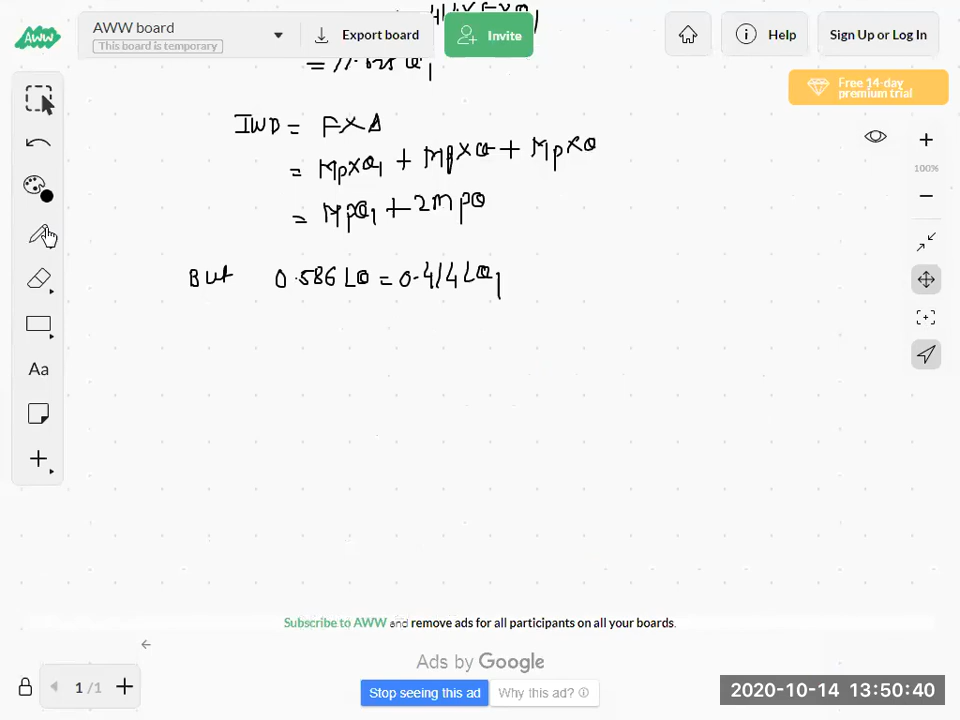 AWW
AWW board
This board is temporary
Export board
Invite
Help
Sign Up or Log In
Free 14-day
premium trial
IWD = F×Δ
= Mp×θ1 + Mp×θ + Mp×θ
= Mpθ1 + 2Mpθ
But 0.586 Lθ = 0.414 Lθ1
100%
Aa
Subscribe to AWW and remove ads for all participants on all your boards.
Ads by Google
1 /1
Stop seeing this ad
Why this ad?
2020-10-14 13:50:40